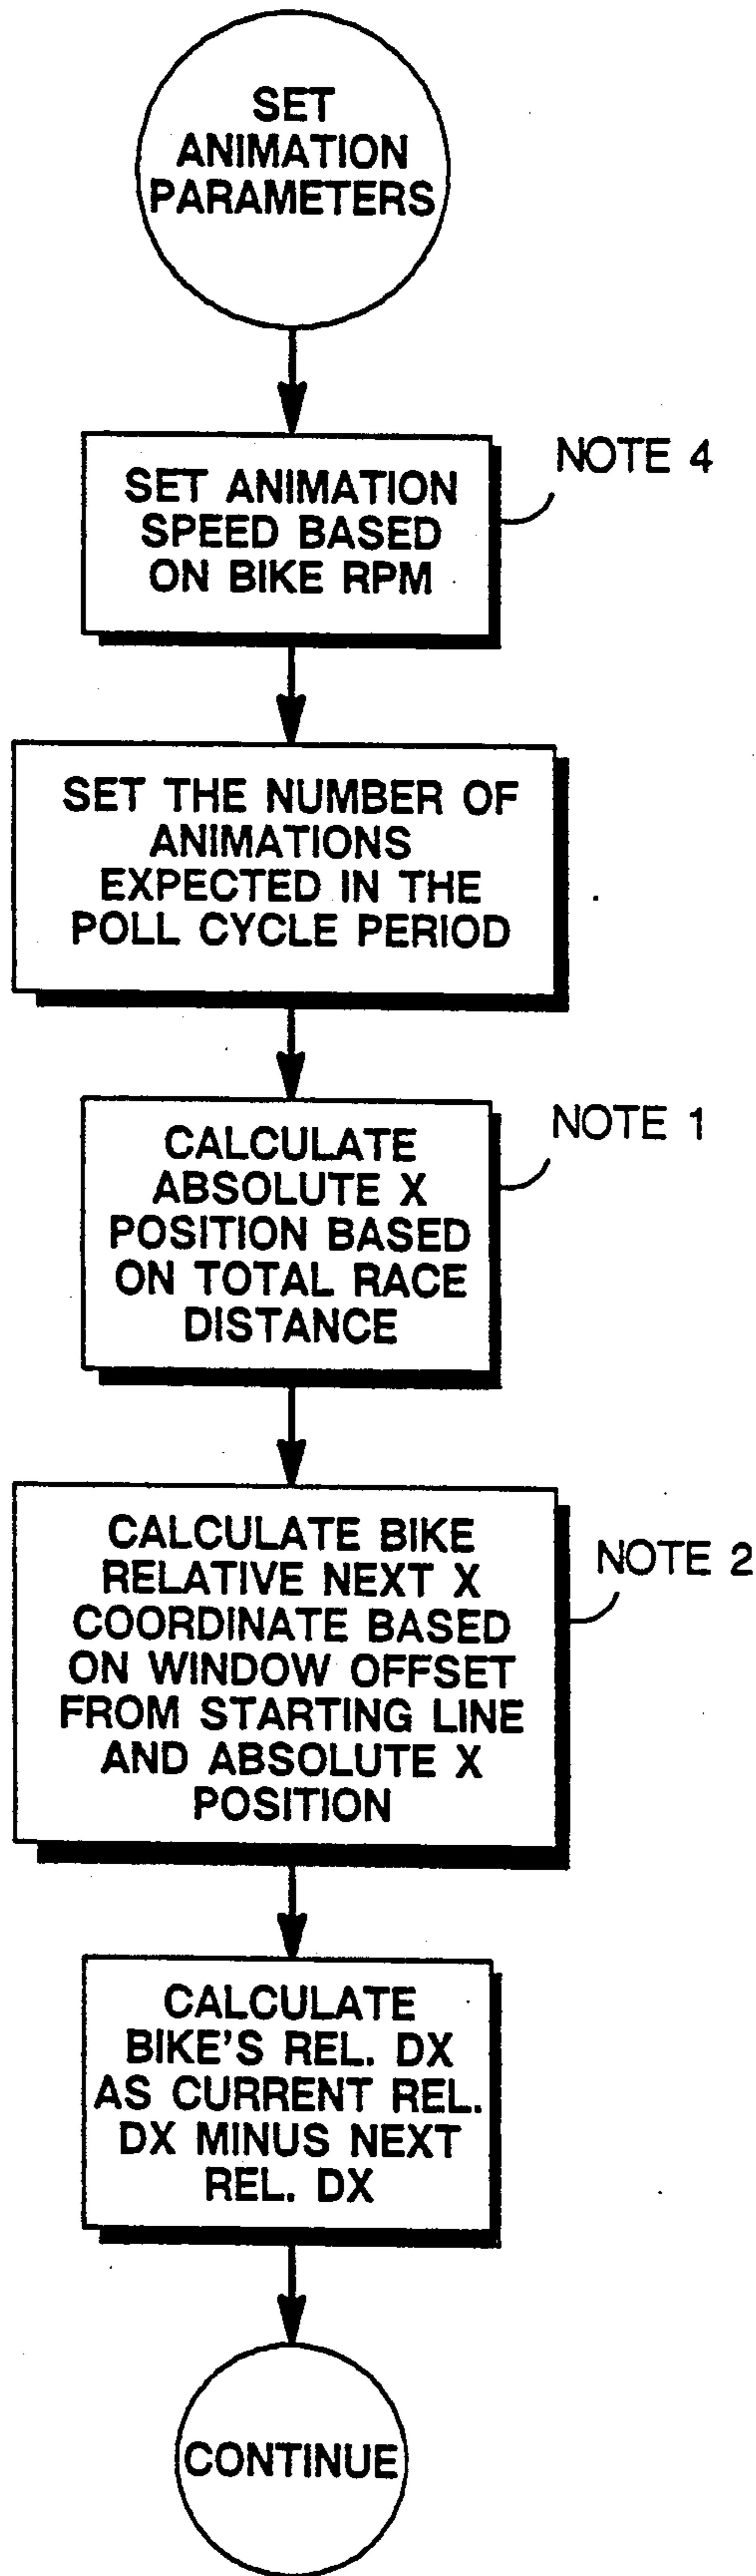 SET
ANIMATION
PARAMETERS
SET ANIMATION
SPEED BASED
ON BIKE RPM
NOTE 4
SET THE NUMBER OF
ANIMATIONS
EXPECTED IN THE
POLL CYCLE PERIOD
CALCULATE
ABSOLUTE X
POSITION BASED
ON TOTAL RACE
DISTANCE
NOTE 1
CALCULATE BIKE
RELATIVE NEXT X
COORDINATE BASED
ON WINDOW OFFSET
FROM STARTING LINE
AND ABSOLUTE X
POSITION
NOTE 2
CALCULATE
BIKE'S REL. DX
AS CURRENT REL.
DX MINUS NEXT
REL. DX
CONTINUE